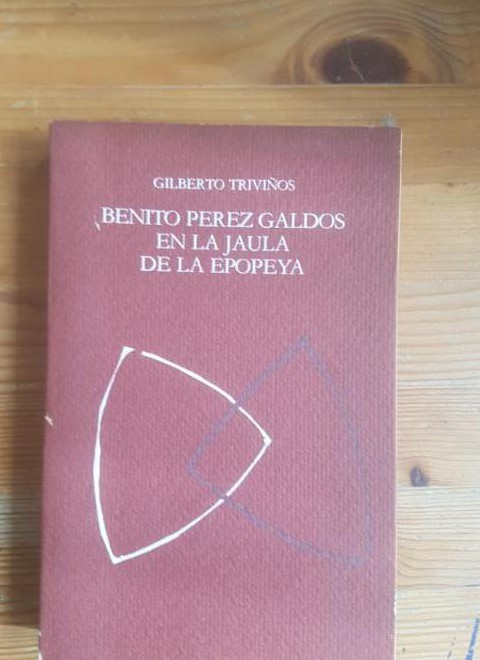 GILBERTO TRIVIÑOS
BENITO PEREZ GALDOS
EN LA JAULA
DE LA EPOPEYA